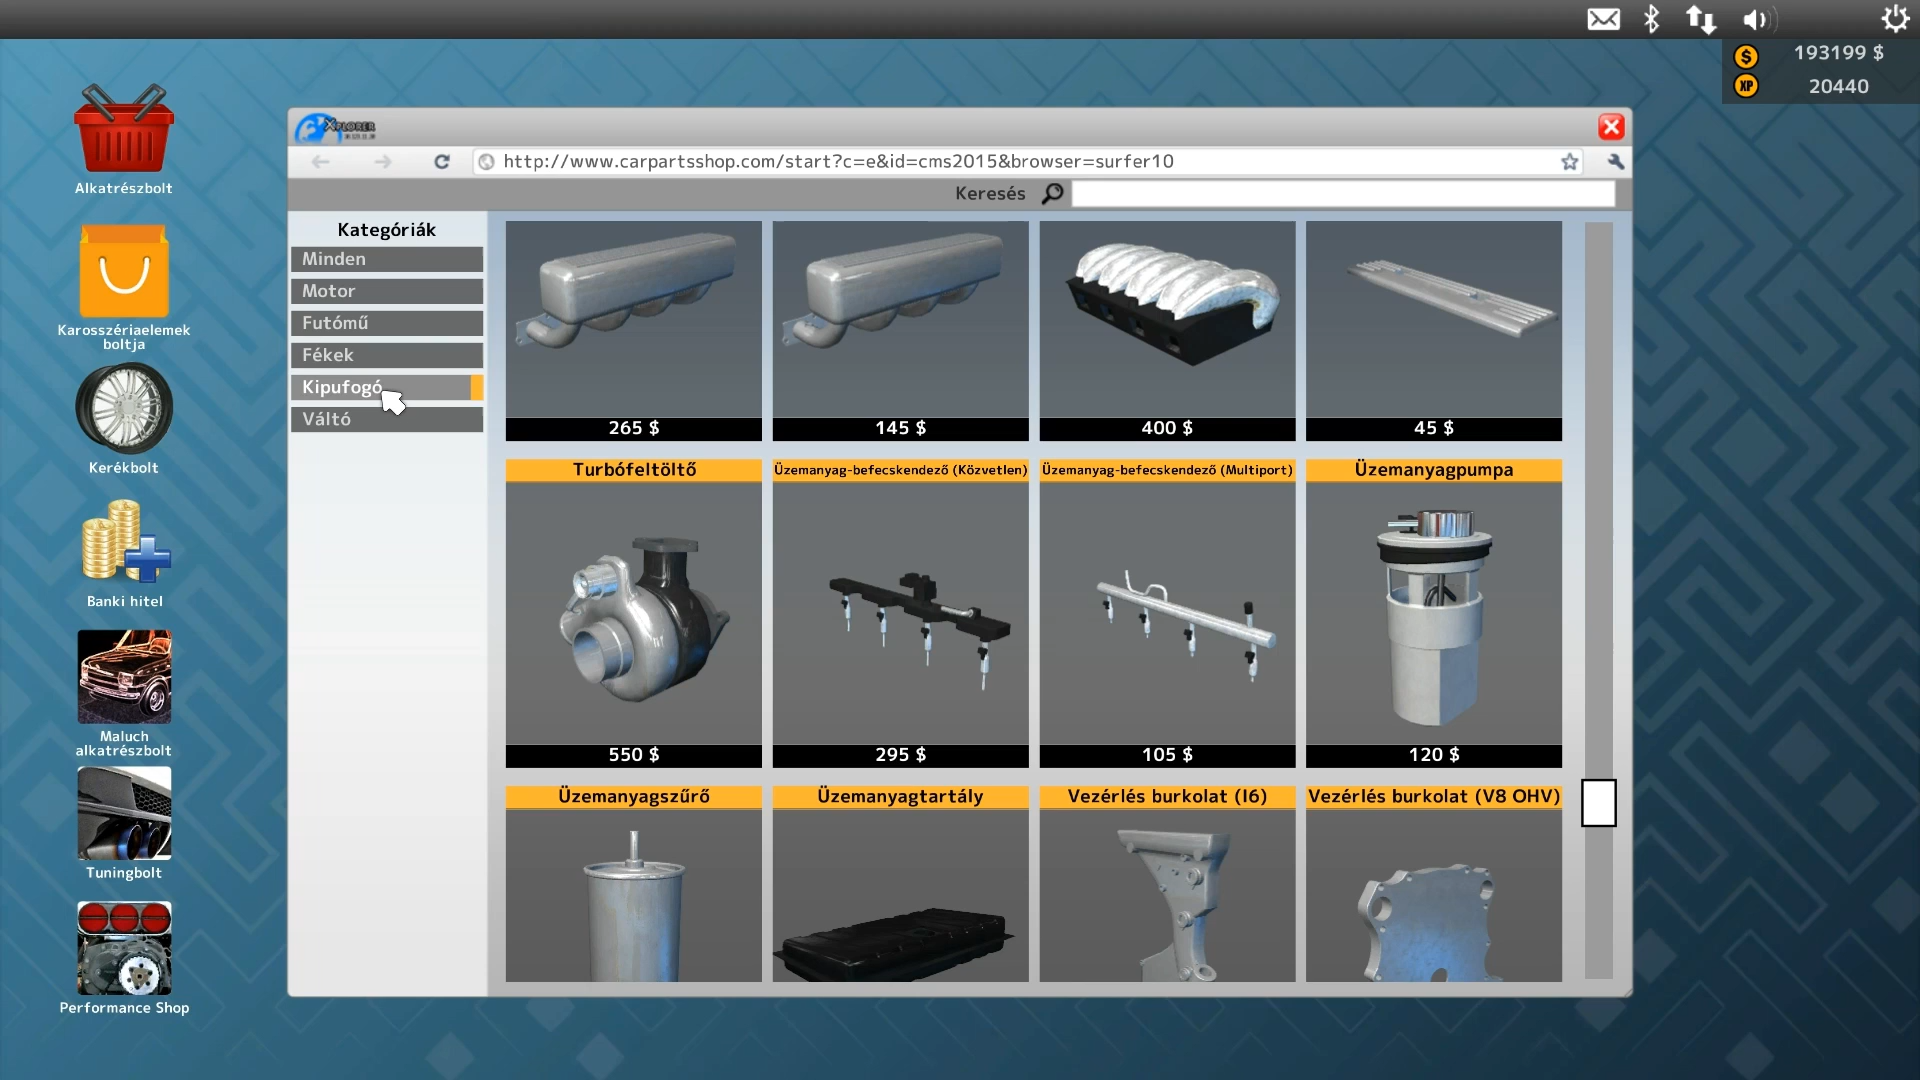 193199 $
XP 20440
Alkatrészbolt
Karosszériaelemek
boltja
Kerékbolt
Banki hitel
Maluch
alkatrészbolt
Tuningbolt
Performance Shop
XPLORER
http://www.carpartsshop.com/start?c=e&id=cms2015&browser=surfer10
Keresés
Kategóriák
Minden
Motor
Futómű
Fékek
Kipufogó
Váltó
265 $ 145 $ 400 $ 45 $
Turbófeltöltő Üzemanyag-befecskendező (Közvetlen) Üzemanyag-befecskendező (Multiport) Üzemanyagpumpa
550 $ 295 $ 105 $ 120 $
Üzemanyagszűrő Üzemanyagtartály Vezérlés burkolat (I6) Vezérlés burkolat (V8 OHV)